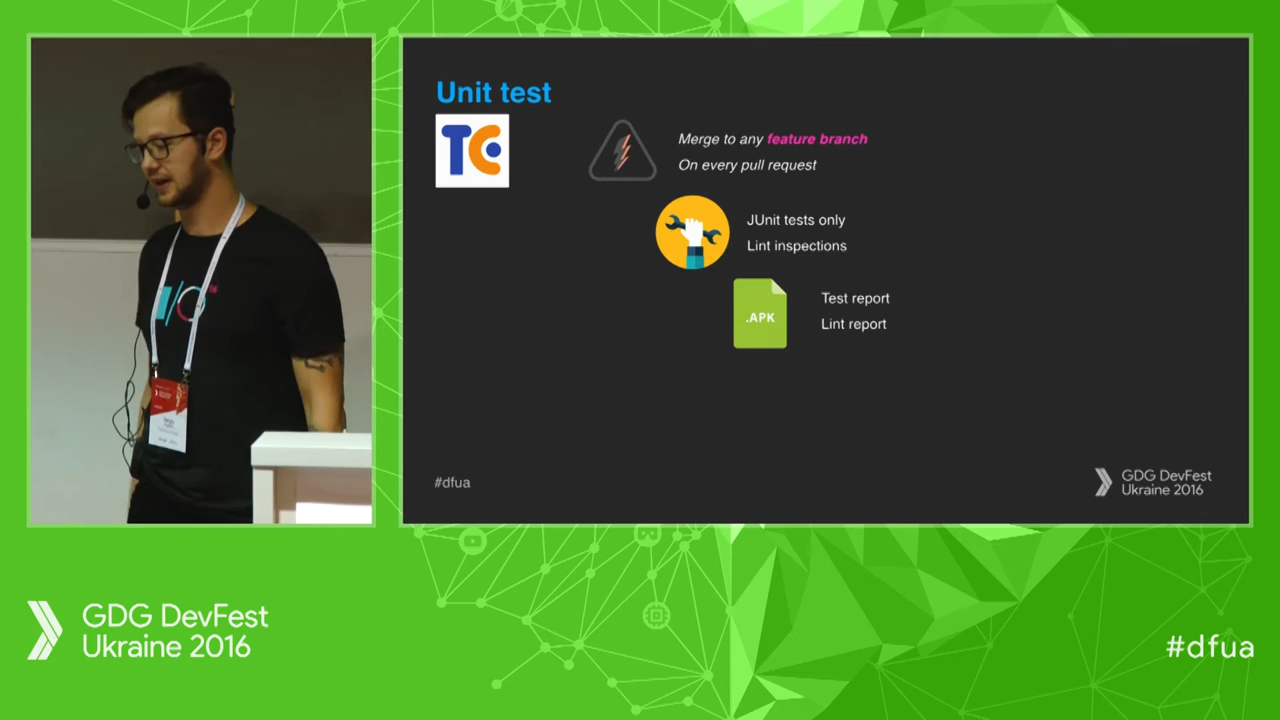 Unit test
TC
Merge to any feature branch
On every pull request
JUnit tests only
Lint inspections
.APK
Test report
Lint report
#dfua
GDG DevFest
Ukraine 2016
I/O 16
GDG DevFest
Ukraine 2016
#dfua